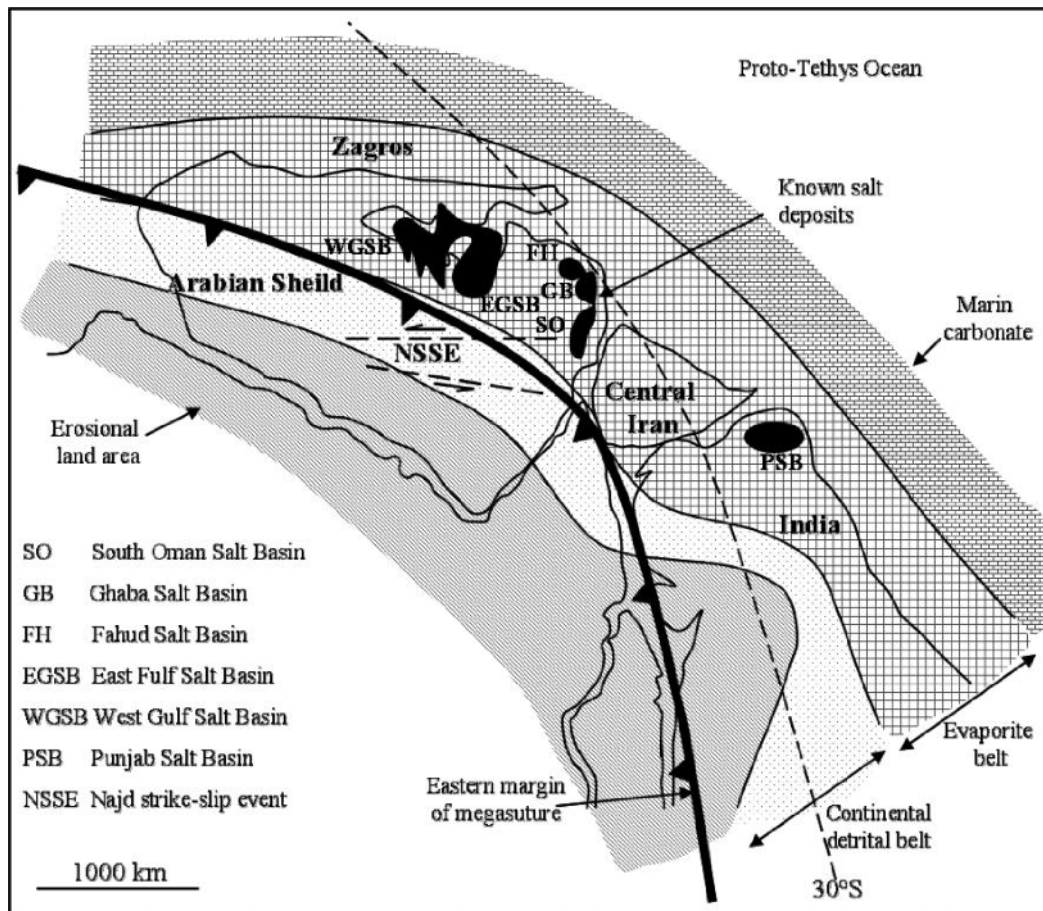 Proto-Tethys Ocean
Zagros
Known salt
deposits
WGSB
FH
Arabian Sheild
GB
EGSB
SO
Marin
carbonate
NSSE
Central
Iran
Erosional
land area
PSB
India
SO South Oman Salt Basin
GB Ghaba Salt Basin
FH Fahud Salt Basin
EGSB East Fulf Salt Basin
WGSB West Gulf Salt Basin
PSB Punjab Salt Basin
NSSE Najd strike-slip event
Evaporite
belt
Eastern margin
of megasuture
Continental
detrital belt
1000 km
30°S